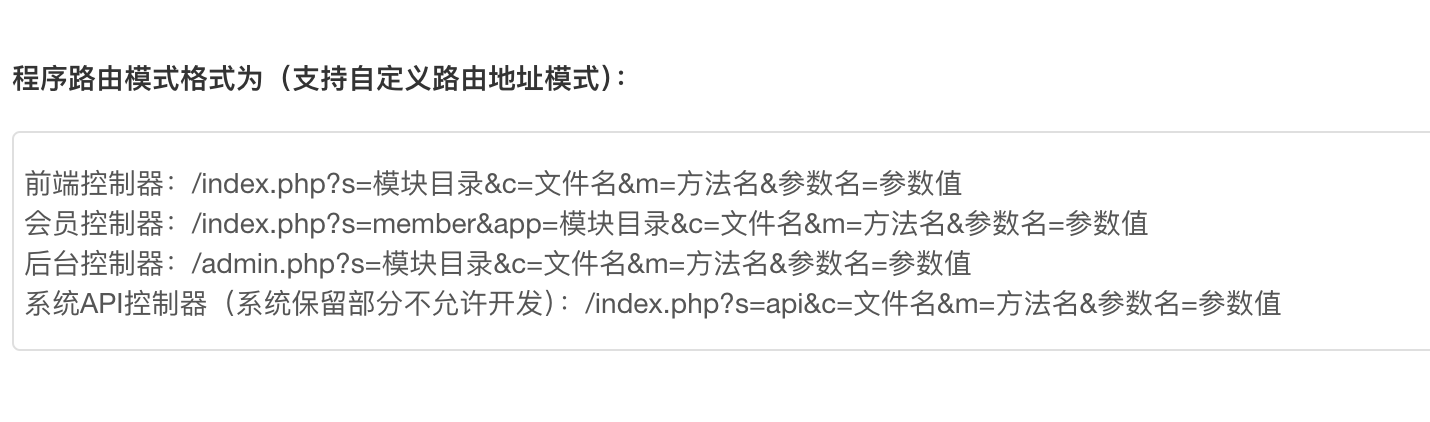 程序路由模式格式为（支持自定义路由地址模式）：
前端控制器：/index.php?s=模块目录&c=文件名&m=方法名&参数名=参数值
会员控制器：/index.php?s=member&app=模块目录&c=文件名&m=方法名&参数名=参数值
后台控制器：/admin.php?s=模块目录&c=文件名&m=方法名&参数名=参数值
系统API控制器（系统保留部分不允许开发）：/index.php?s=api&c=文件名&m=方法名&参数名=参数值